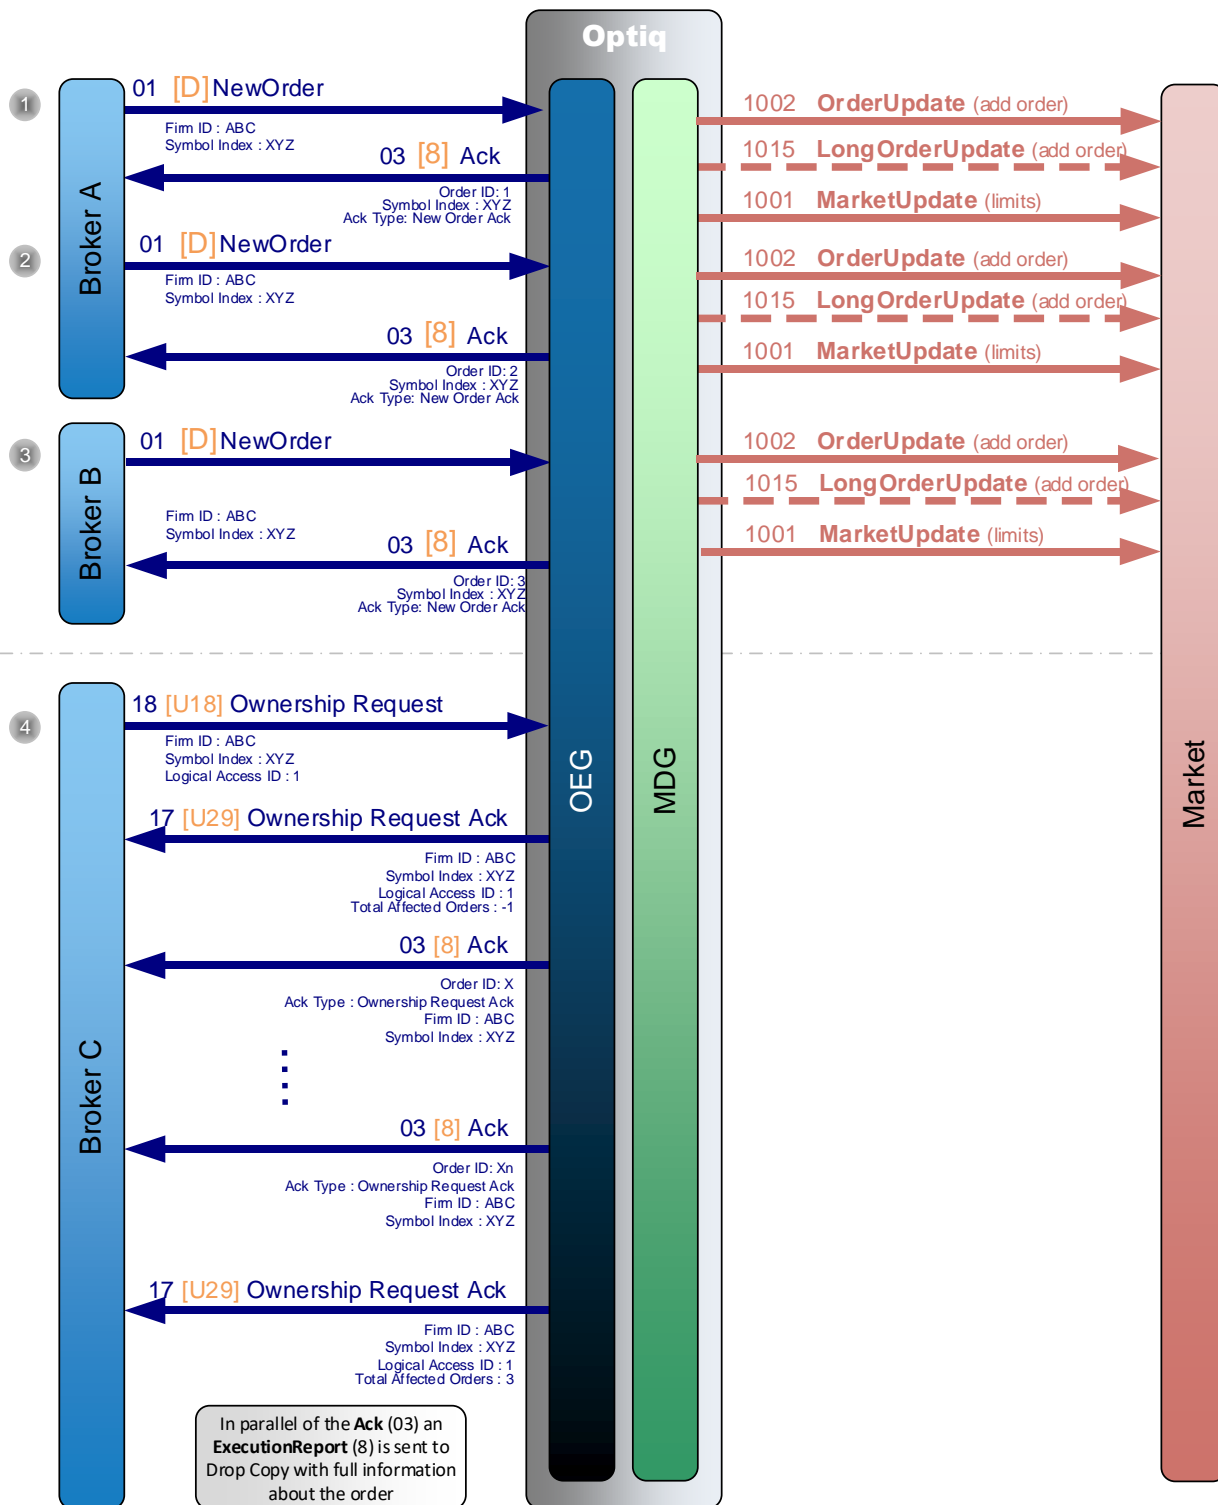 Optiq
1
01 [D] NewOrder
Firm ID : ABC
Symbol Index : XYZ
03 [8] Ack
Order ID: 1
Symbol Index : XYZ
Ack Type: New Order Ack
1002 OrderUpdate (add order)
1015 LongOrderUpdate (add order)
1001 MarketUpdate (limits)
Broker A
2
01 [D] NewOrder
Firm ID : ABC
Symbol Index : XYZ
03 [8] Ack
Order ID: 2
Symbol Index : XYZ
Ack Type: New Order Ack
1002 OrderUpdate (add order)
1015 LongOrderUpdate (add order)
1001 MarketUpdate (limits)
3
Broker B
01 [D] NewOrder
Firm ID : ABC
Symbol Index : XYZ
03 [8] Ack
Order ID: 3
Symbol Index : XYZ
Ack Type: New Order Ack
1002 OrderUpdate (add order)
1015 LongOrderUpdate (add order)
1001 MarketUpdate (limits)
4
18 [U18] Ownership Request
Firm ID : ABC
Symbol Index : XYZ
Logical Access ID : 1
OEG
MDG
Market
17 [U29] Ownership Request Ack
Firm ID : ABC
Symbol Index : XYZ
Logical Access ID : 1
Total Affected Orders : -1
03 [8] Ack
Order ID: X
Ack Type : Ownership Request Ack
Firm ID : ABC
Symbol Index : XYZ
Broker C
03 [8] Ack
Order ID: Xn
Ack Type : Ownership Request Ack
Firm ID : ABC
Symbol Index : XYZ
17 [U29] Ownership Request Ack
Firm ID : ABC
Symbol Index : XYZ
Logical Access ID : 1
Total Affected Orders : 3
In parallel of the Ack (03) an
ExecutionReport (8) is sent to
Drop Copy with full information
about the order